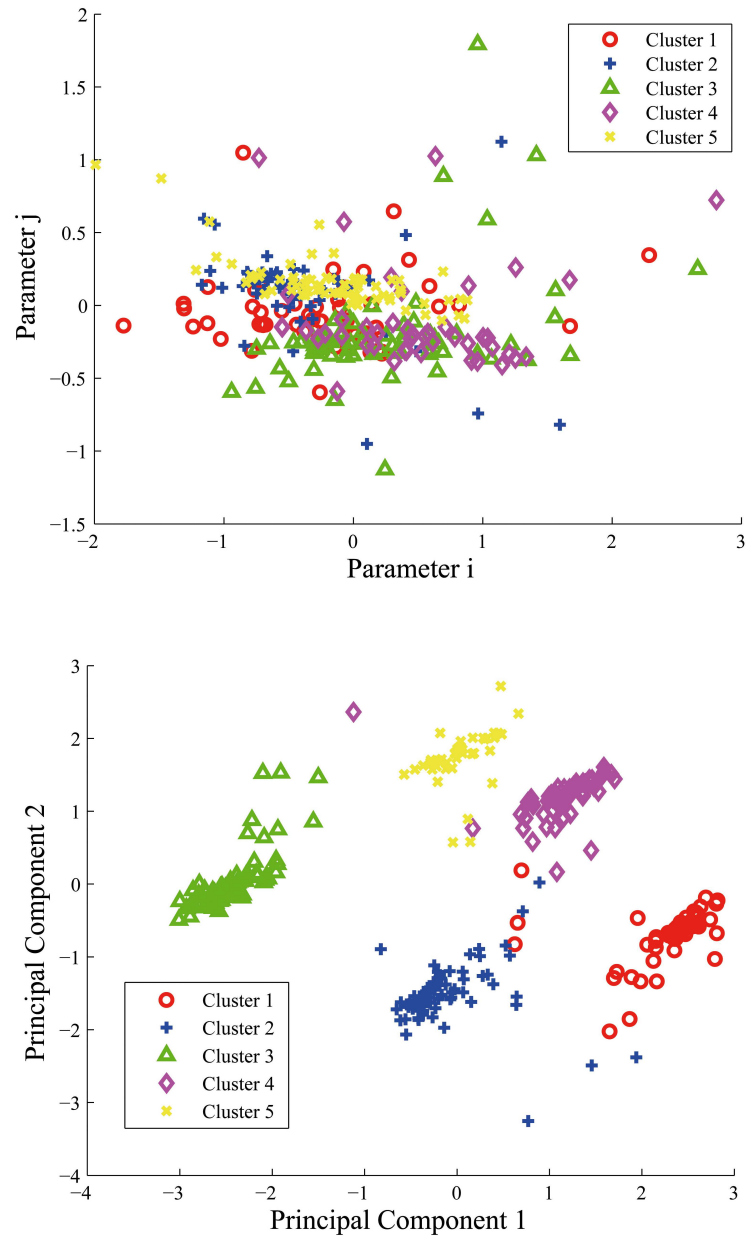 2
1.5
1
0.5
0
−0.5
−1
−1.5
Parameter j
Cluster 1
Cluster 2
Cluster 3
Cluster 4
Cluster 5
−2 −1 0 1 2 3
Parameter i
3
2
1
0
−1
−2
−3
−4
Principal Component 2
Cluster 1
Cluster 2
Cluster 3
Cluster 4
Cluster 5
−4 −3 −2 −1 0 1 2 3
Principal Component 1